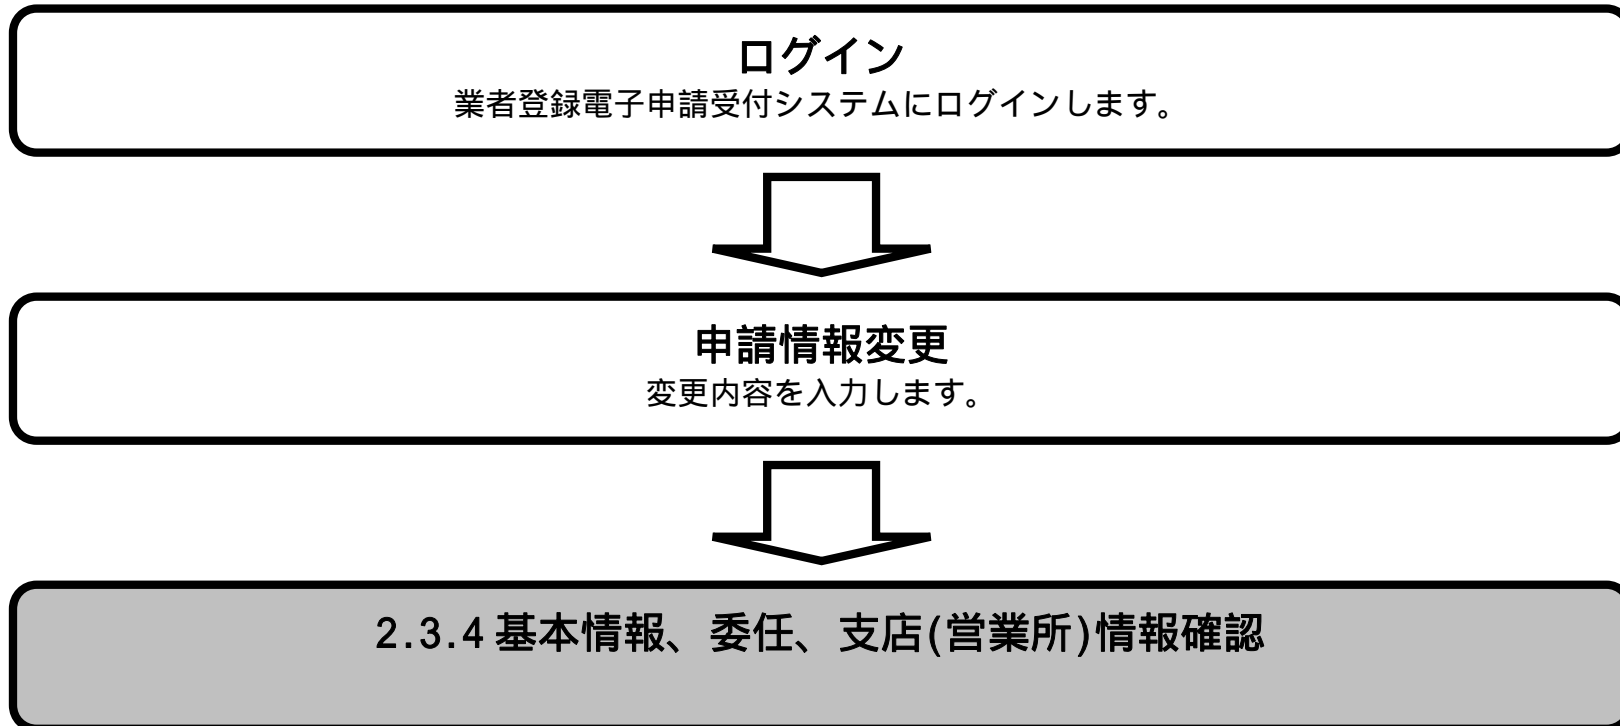 ログイン
業者登録電子申請受付システムにログインします。
申請情報変更
変更内容を入力します。
2.3.4 基本情報、委任、支店(営業所)情報確認